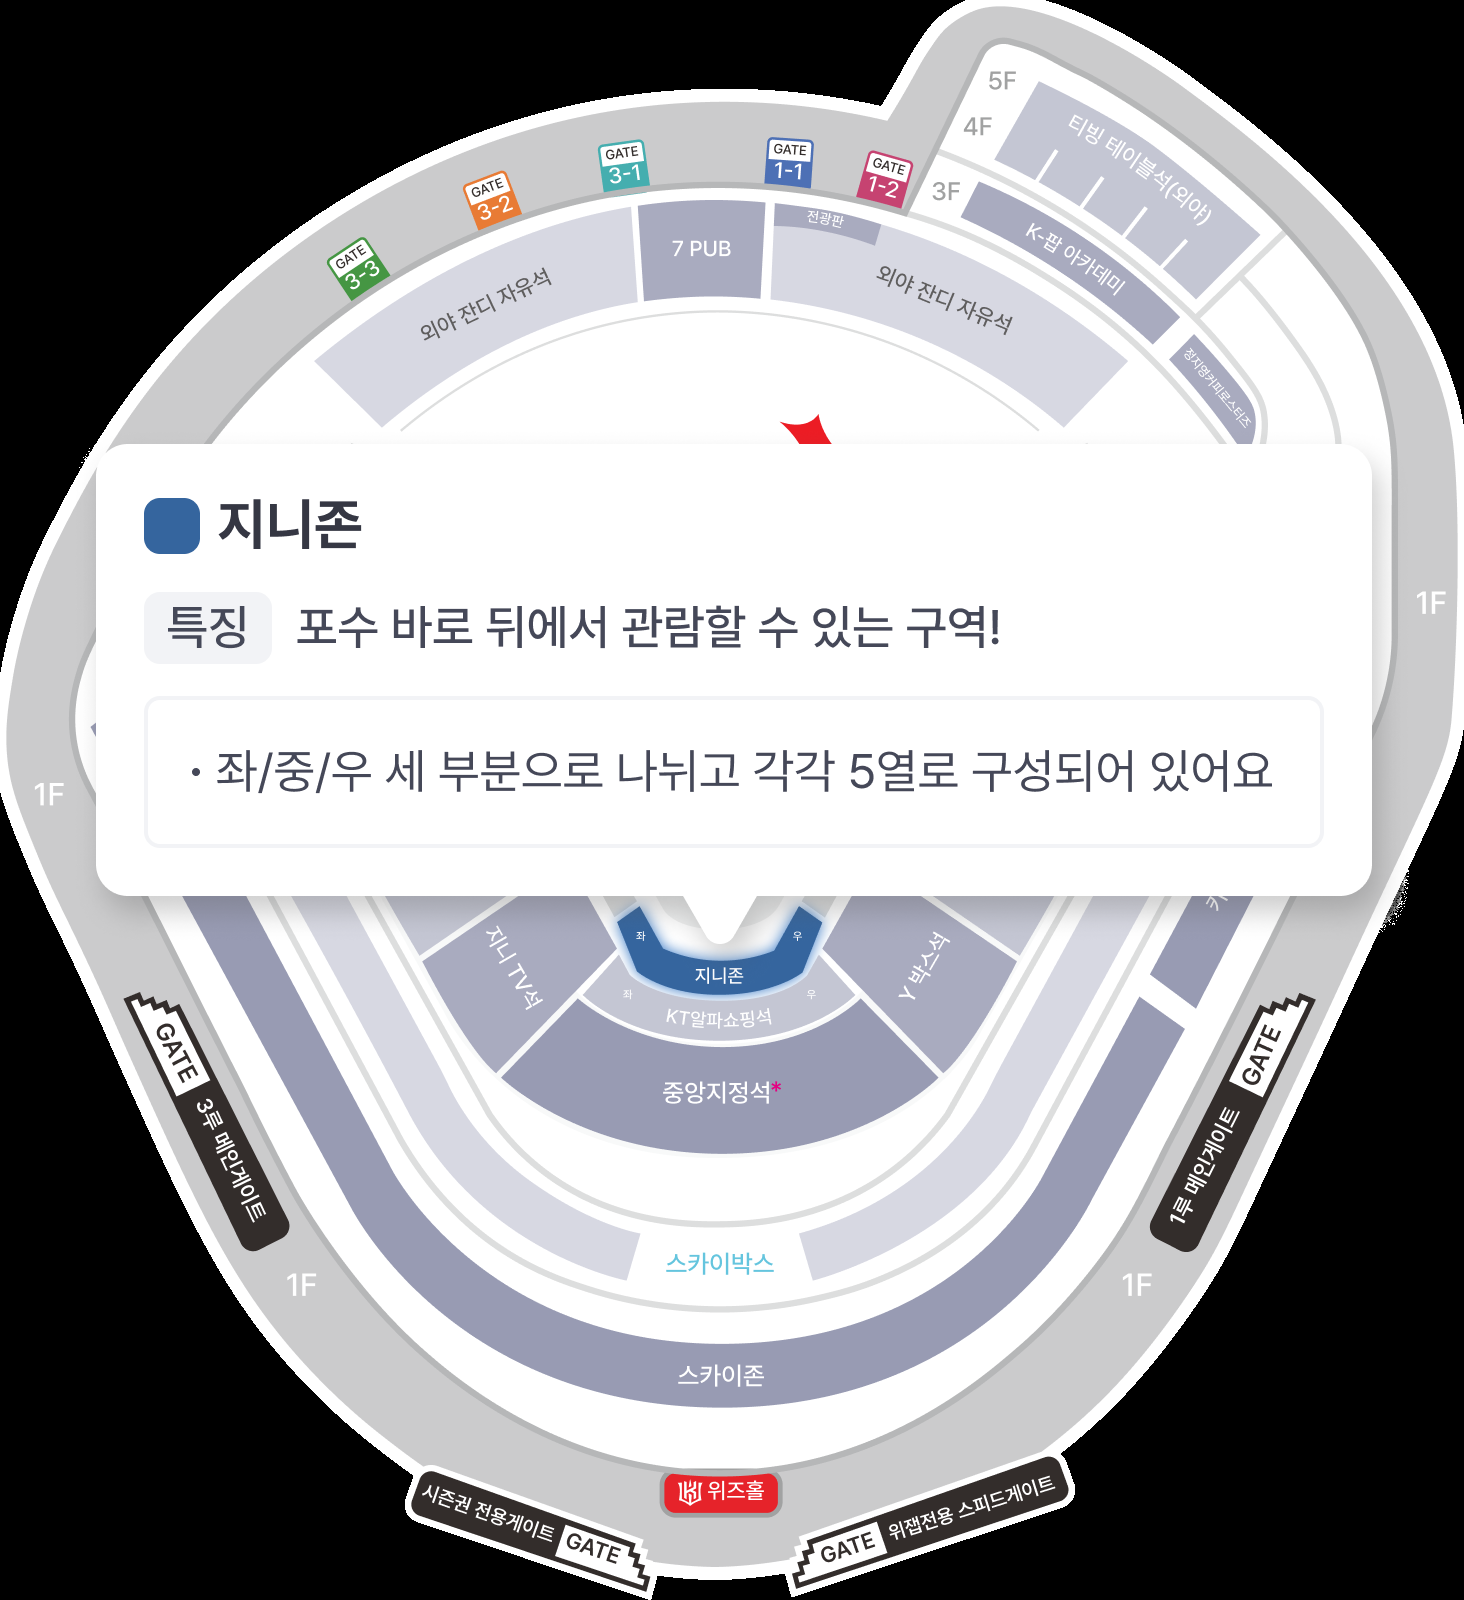 5F
4F
티빙 테이블석(외야)
3F
K-팝 아카데미
정지영커피로스터즈
GATE
3-3
GATE
3-2
GATE
3-1
GATE
1-1
GATE
1-2
전광판
7 PUB
외야 잔디 자유석
외야 잔디 자유석
지니존
특징 포수 바로 뒤에서 관람할 수 있는 구역!
· 좌/중/우 세 부분으로 나뉘고 각각 5열로 구성되어 있어요
1F
1F
지니 TV석
좌
우
지니존
Y 박스석
좌
우
KT알파쇼핑석
중앙지정석*
GATE
3루 메인게이트
GATE
1루 메인게이트
스카이박스
1F
1F
스카이존
위즈홀
시즌권 전용게이트 GATE
GATE 위잽전용 스피드게이트